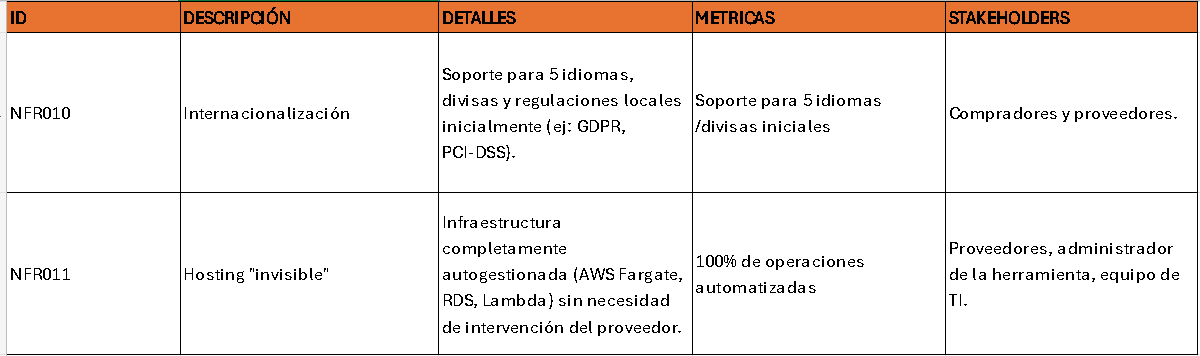 ID DESCRIPCIÓN DETALLES METRICAS STAKEHOLDERS
NFR010
Internacionalización
Soporte para 5 idiomas,
divisas y regulaciones locales
inicialmente (ej: GDPR,
PCI-DSS).
Soporte para 5 idiomas
/divisas iniciales
Compradores y proveedores.
NFR011
Hosting "invisible"
Infraestructura
completamente
autogestionada (AWS Fargate,
RDS, Lambda) sin necesidad
de intervención del proveedor.
100% de operaciones
automatizadas
Proveedores, administrador
de la herramienta, equipo de
TI.